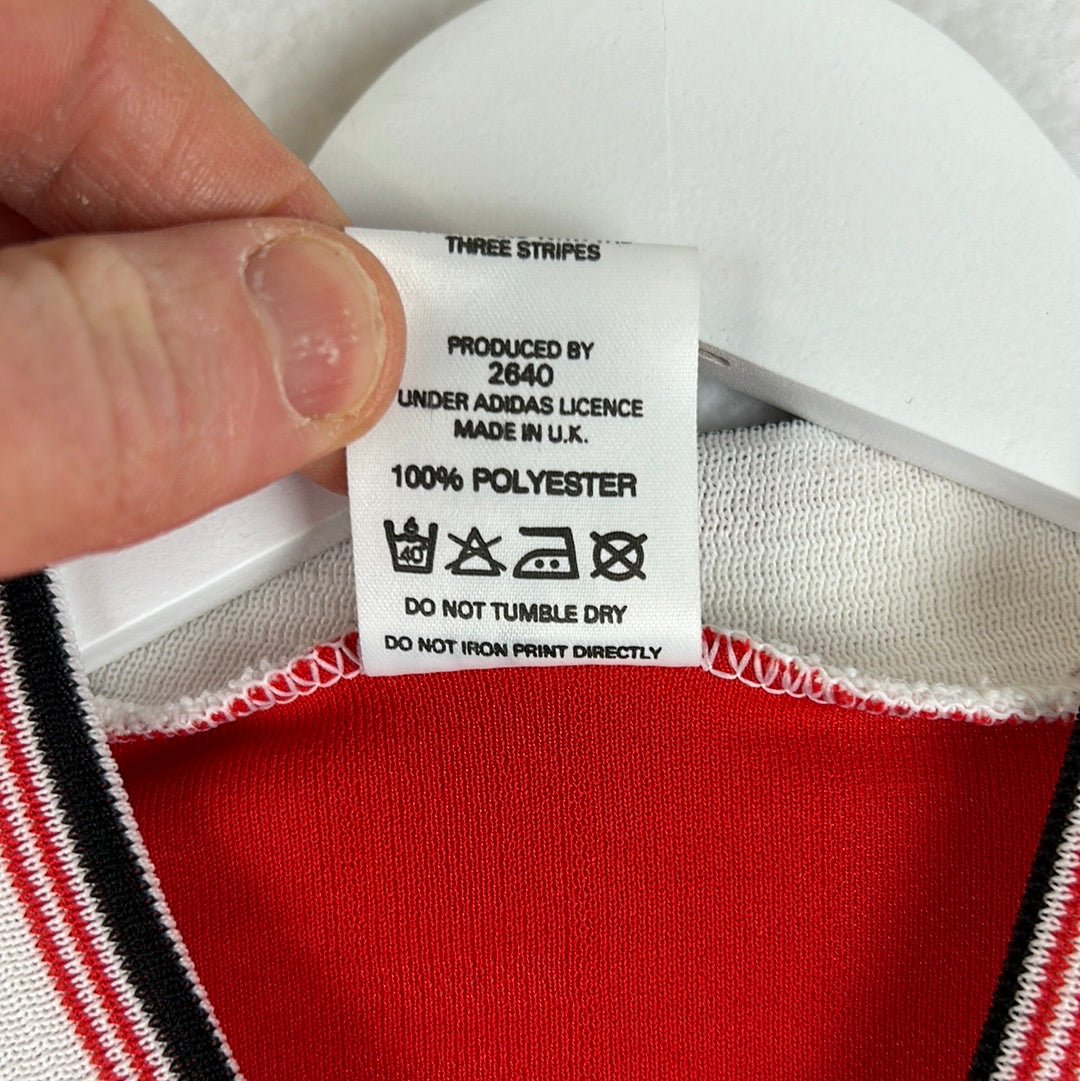 THREE STRIPES
PRODUCED BY
2640
UNDER ADIDAS LICENCE
MADE IN U.K.
100% POLYESTER
40
DO NOT TUMBLE DRY
DO NOT IRON PRINT DIRECTLY